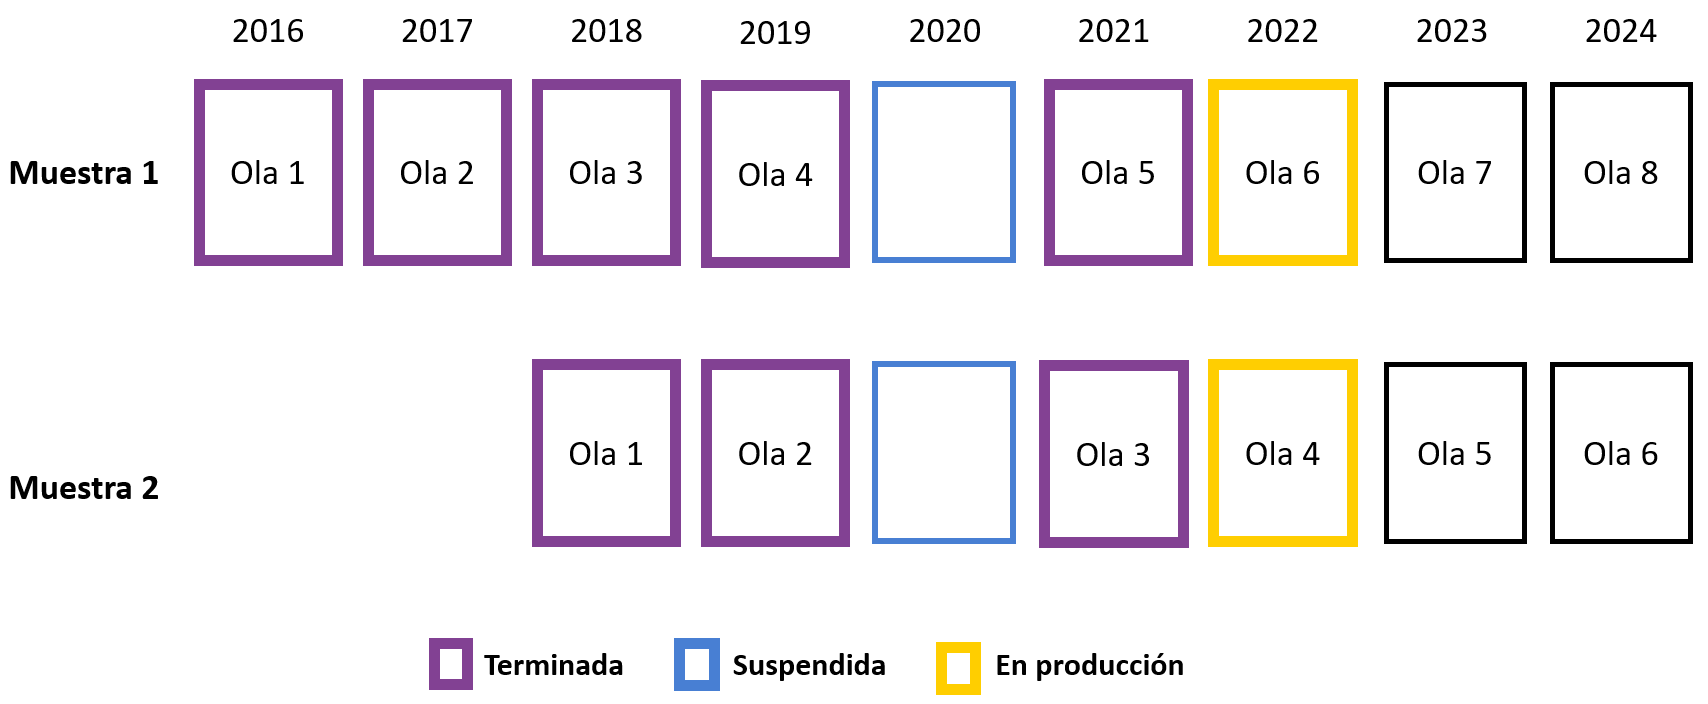 2016 2017 2018 2019 2020 2021 2022 2023 2024
Muestra 1 Ola 1 Ola 2 Ola 3 Ola 4 Ola 5 Ola 6 Ola 7 Ola 8
Ola 1 Ola 2 Ola 3 Ola 4 Ola 5 Ola 6
Muestra 2
Terminada Suspendida En producción